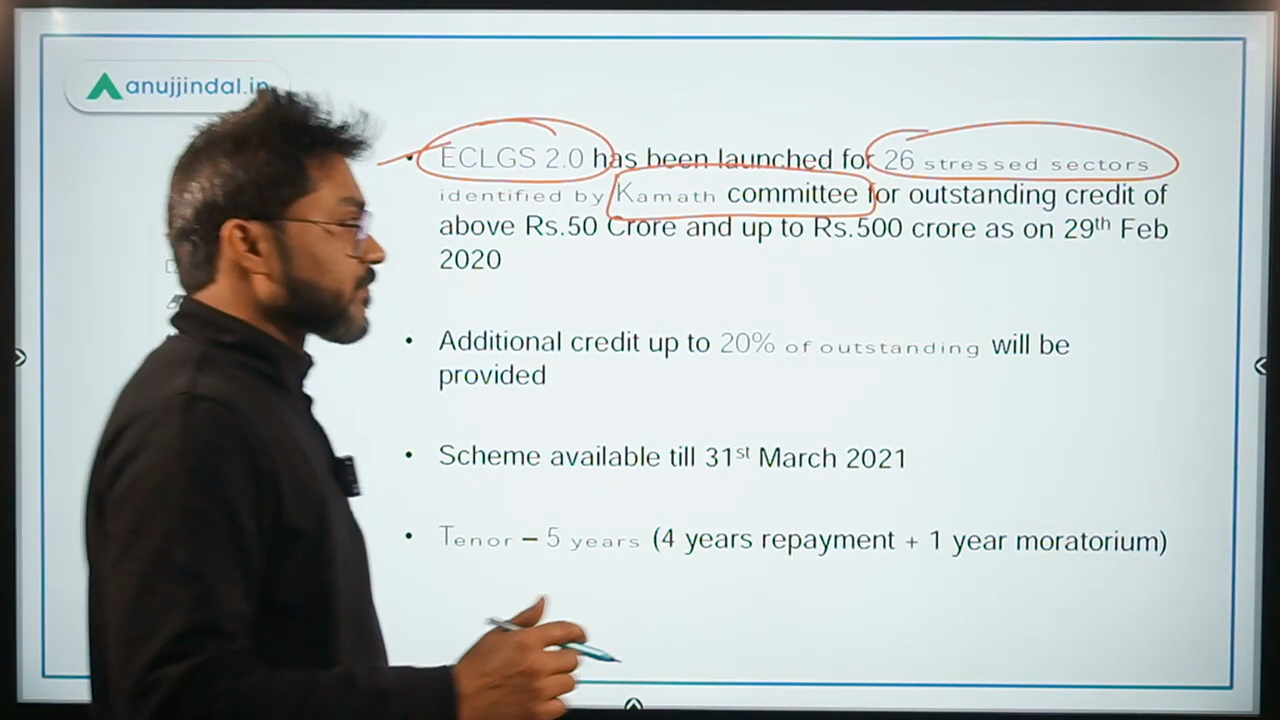 anujjindal.in
• ECLGS 2.0 has been launched for 26 stressed sectors
identified by Kamath committee for outstanding credit of
above Rs.50 Crore and up to Rs.500 crore as on 29th Feb
2020
• Additional credit up to 20% of outstanding will be
provided
• Scheme available till 31st March 2021
• Tenor – 5 years (4 years repayment + 1 year moratorium)